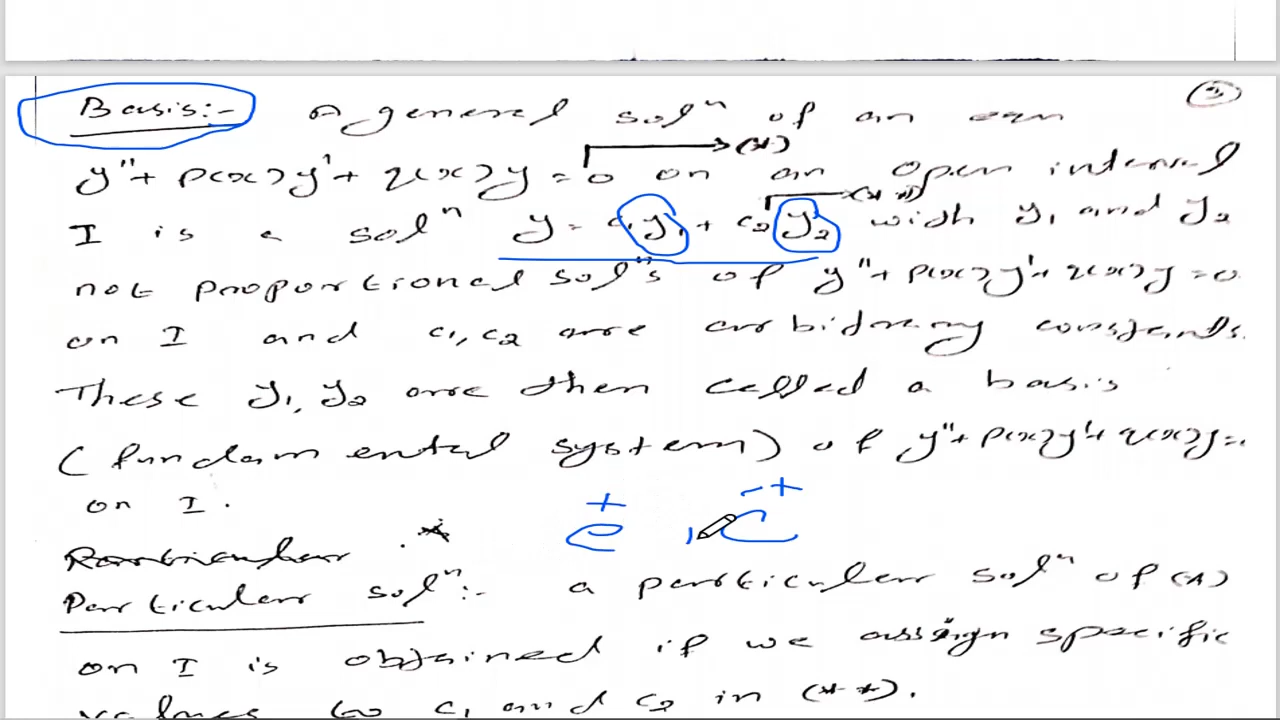 (3)
Basis:- A general solⁿ of an eqn
y" + p(x)y' + q(x)y = 0 → (*) on an open interval
I is a solⁿ y = c₁y₁ + c₂y₂ → (**) with y₁ and y₂
not proportional solⁿs of y" + p(x)y' + q(x)y = 0
on I and c₁, c₂ are arbitrary constants.
These y₁, y₂ are then called a basis
(fundamental system) of y" + p(x)y' + q(x)y =
on I.
e⁺ , e⁻⁺
Particular
Particular solⁿ:- a particular solⁿ of (*)
on I is obtained if we assign specific
values to c₁ and c₂ in (**).